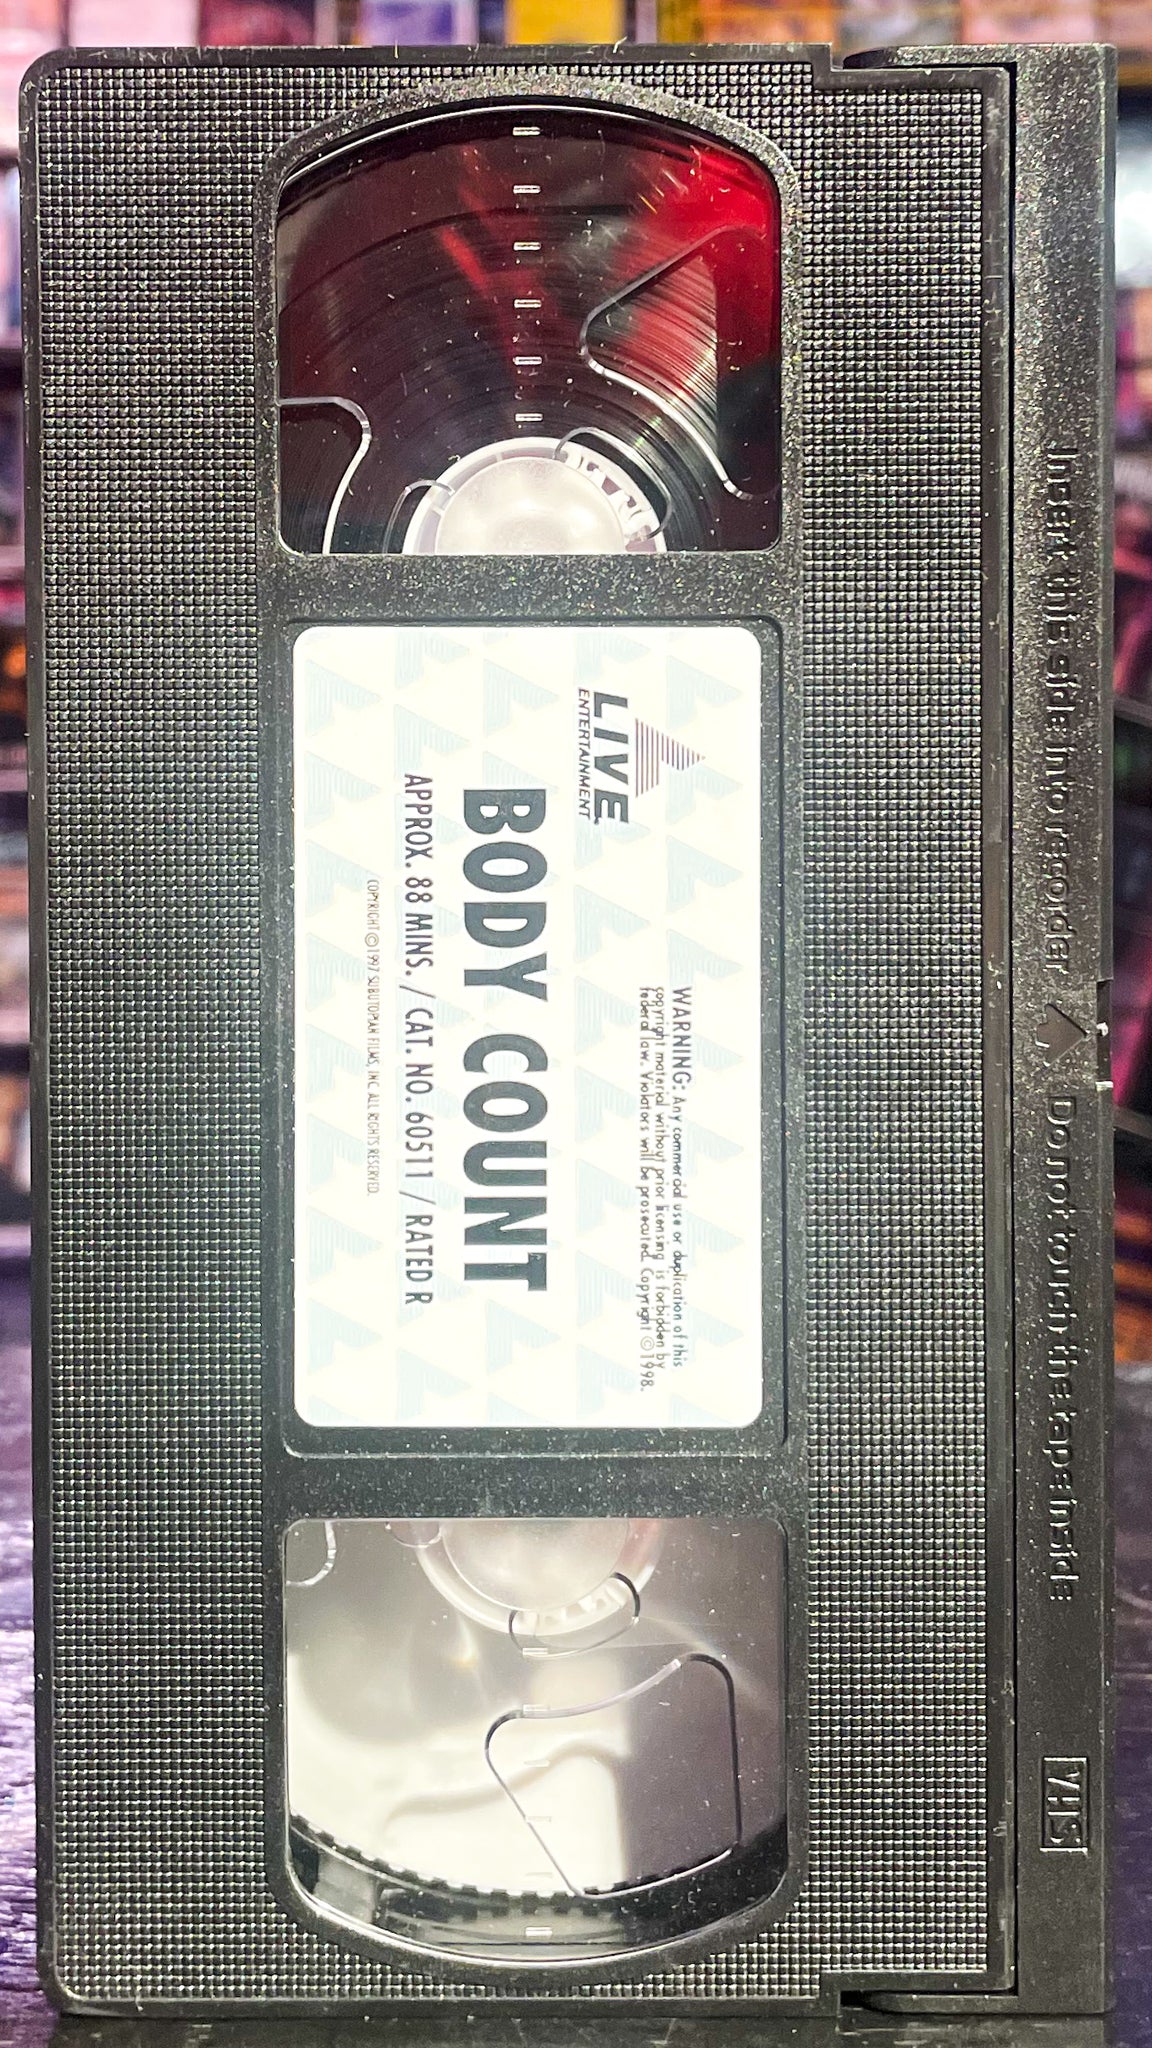 LIVE
ENTERTAINMENT
WARNING: Any commercial use or duplication of this
copyright material without prior licensing is forbidden by
federal law. Violators will be prosecuted. Copyright © 1998.
BODY COUNT
APPROX. 88 MINS. / CAT. NO. 60511 / RATED R
COPYRIGHT © 1997 SUBUTOPIAN FILMS, INC. ALL RIGHTS RESERVED.
Insert this side into recorder Do not touch the tape inside
VHS